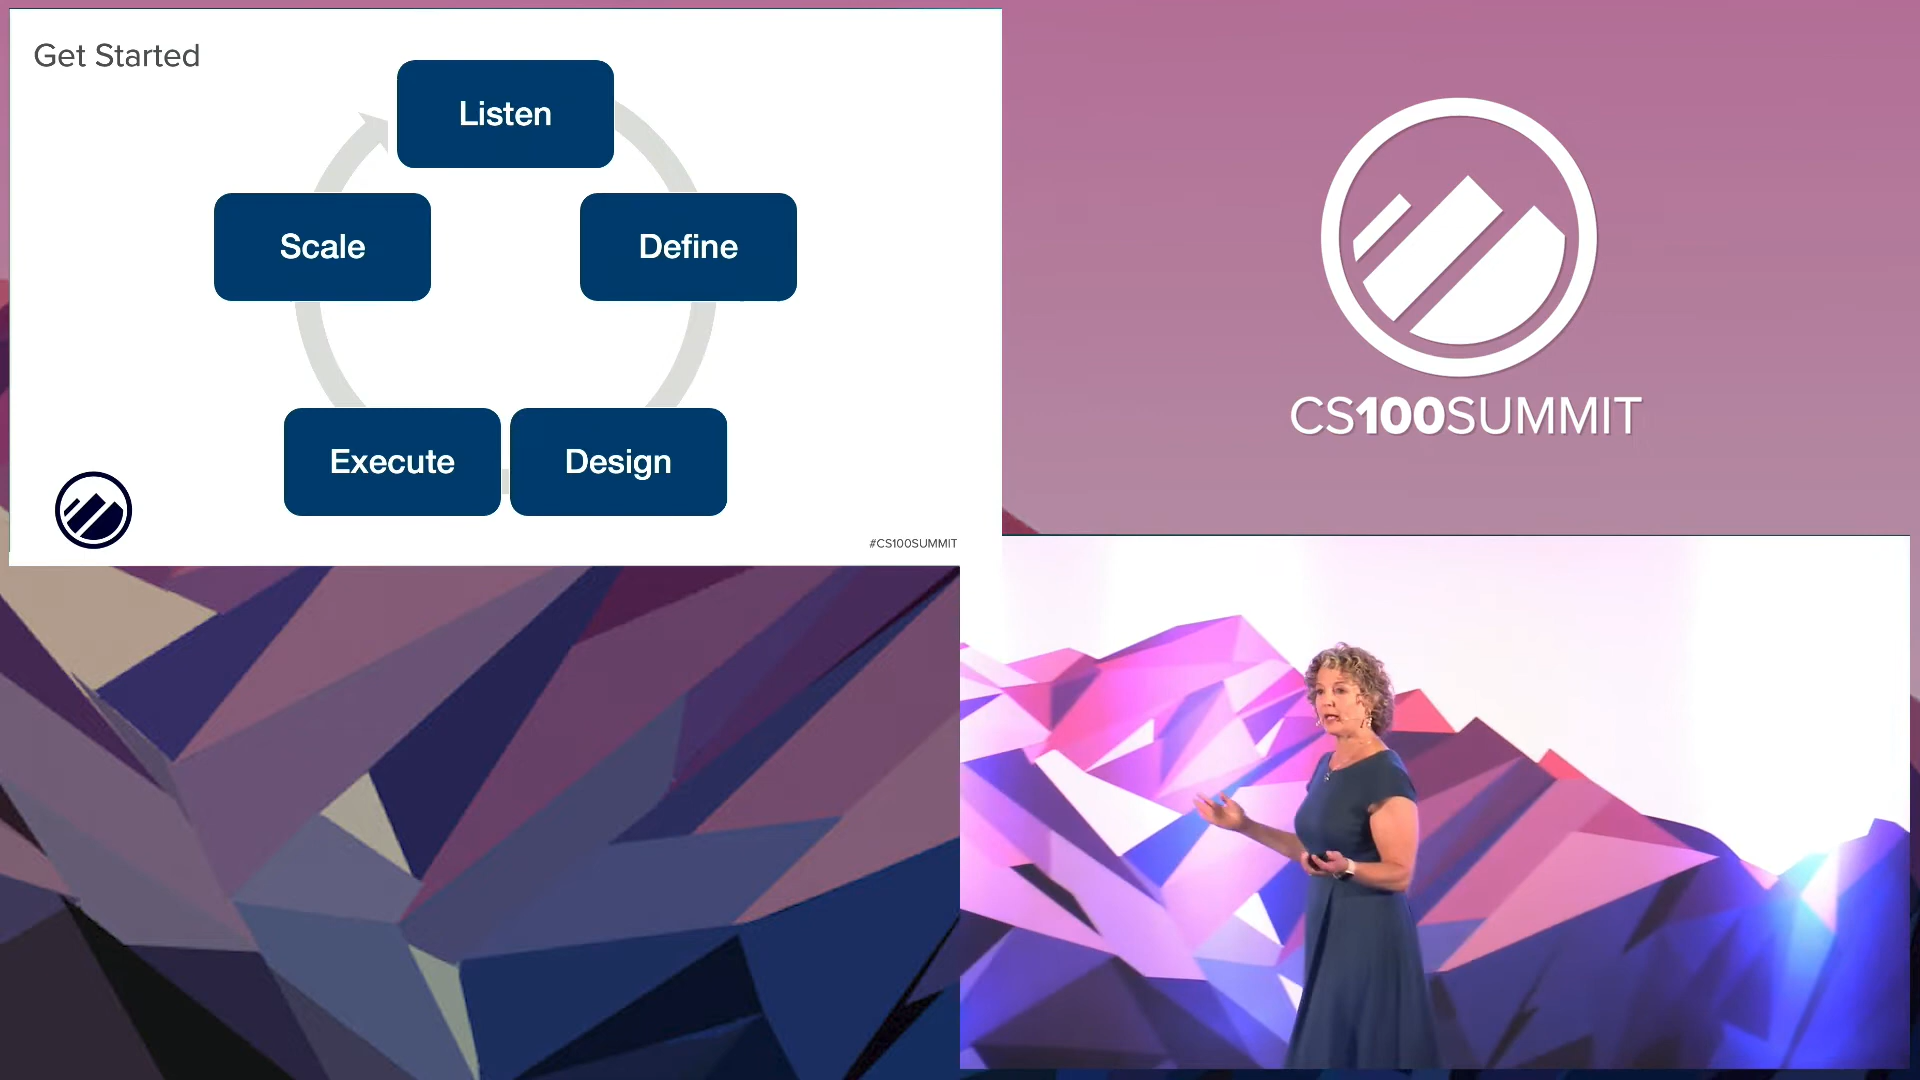 Get Started
Listen
Scale
Define
Execute
Design
#CS100SUMMIT
CS100SUMMIT